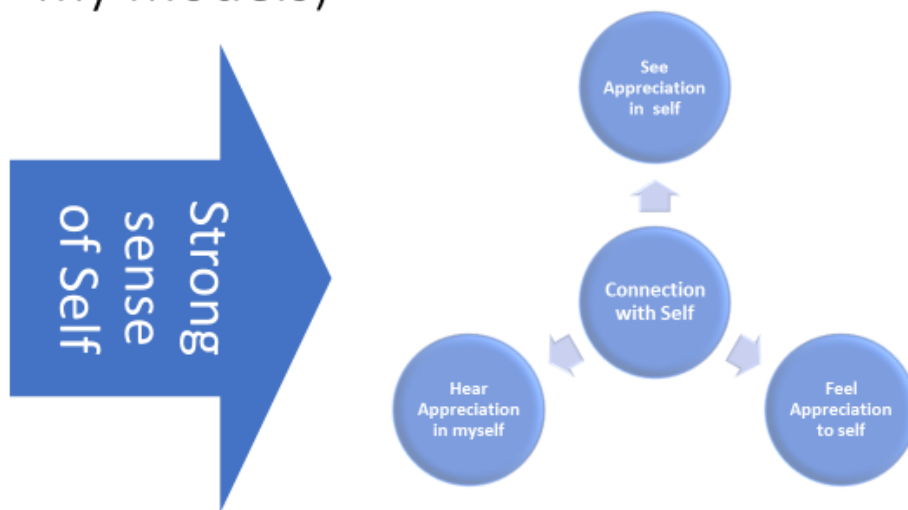 Strong
sense
of Self
See
Appreciation
in self
Connection
with Self
Hear
Appreciation
in myself
Feel
Appreciation
to self